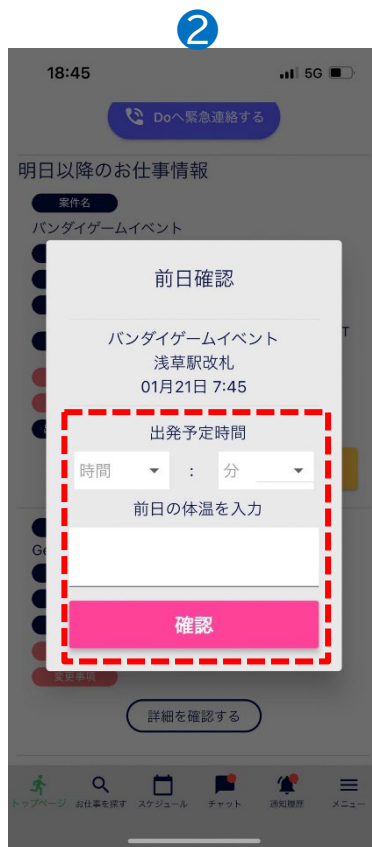 2
18:45
5G
Doへ緊急連絡する
明日以降のお仕事情報
案件名
バンダイゲームイベント
前日確認
バンダイゲームイベント
浅草駅改札
01月21日 7:45
出発予定時間
時間 : 分
前日の体温を入力
確認
変更事項
詳細を確認する
トップページ お仕事を探す スケジュール チャット 通知履歴 メニュー